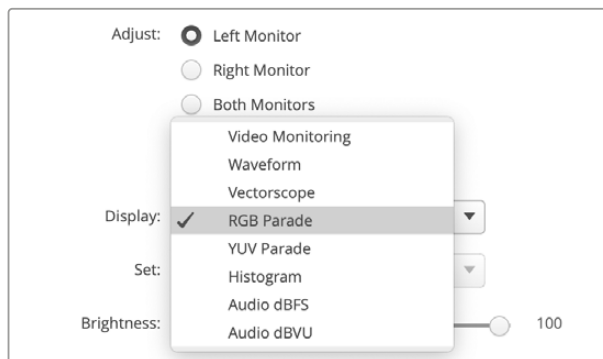 Adjust: Left Monitor
Right Monitor
Both Monitors
Video Monitoring
Waveform
Vectorscope
Display: ✓ RGB Parade
YUV Parade
Set:
Histogram
Audio dBFS
Brightness: 100
Audio dBVU